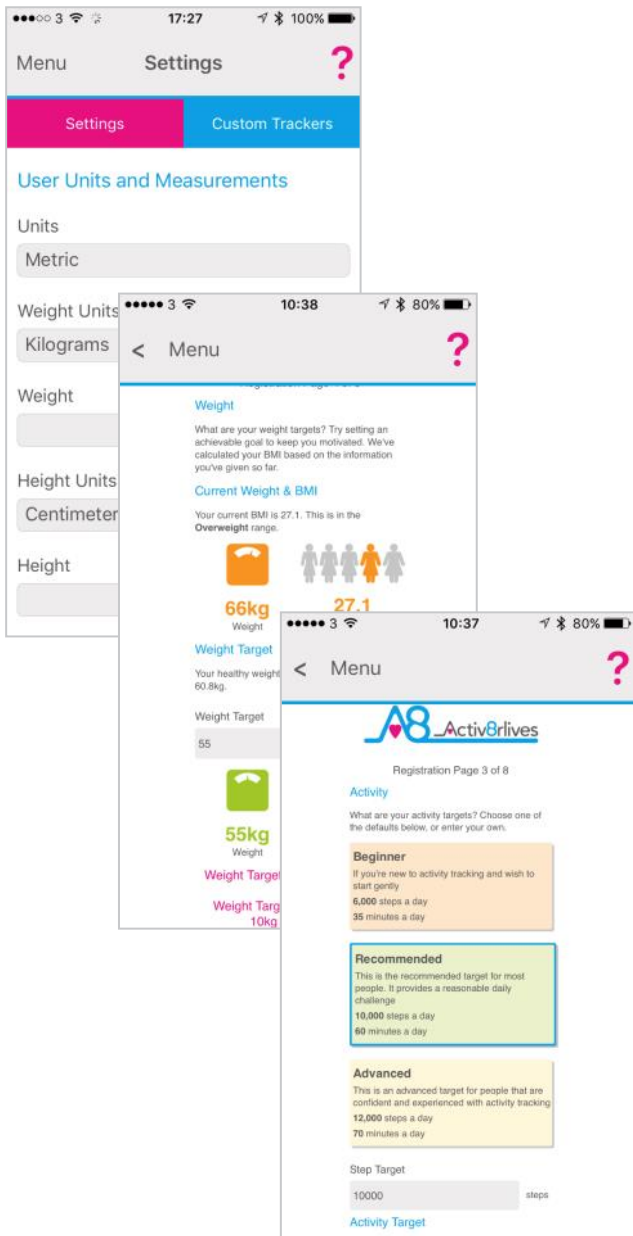 3 17:27 100%
Menu Settings ?
Settings Custom Trackers
User Units and Measurements
Units
Metric
Weight Units
Kilograms
Weight
Height Units
Centimeter
Height
3 10:38 80%
< Menu ?
Weight
What are your weight targets? Try setting an
achievable goal to keep you motivated. We've
calculated your BMI based on the information
you've given so far.
Current Weight & BMI
Your current BMI is 27.1. This is in the
Overweight range.
66kg 27.1
Weight
Weight Target
Your healthy weight
60.8kg.
Weight Target
55
55kg
Weight
Weight Target
Weight Targ
10kg
3 10:37 80%
< Menu ?
A8 Activ8rlives
Registration Page 3 of 8
Activity
What are your activity targets? Choose one of
the defaults below, or enter your own.
Beginner
If you're new to activity tracking and wish to
start gently
6,000 steps a day
35 minutes a day
Recommended
This is the recommended target for most
people. It provides a reasonable daily
challenge
10,000 steps a day
60 minutes a day
Advanced
This is an advanced target for people that are
confident and experienced with activity tracking
12,000 steps a day
70 minutes a day
Step Target
10000 steps
Activity Target